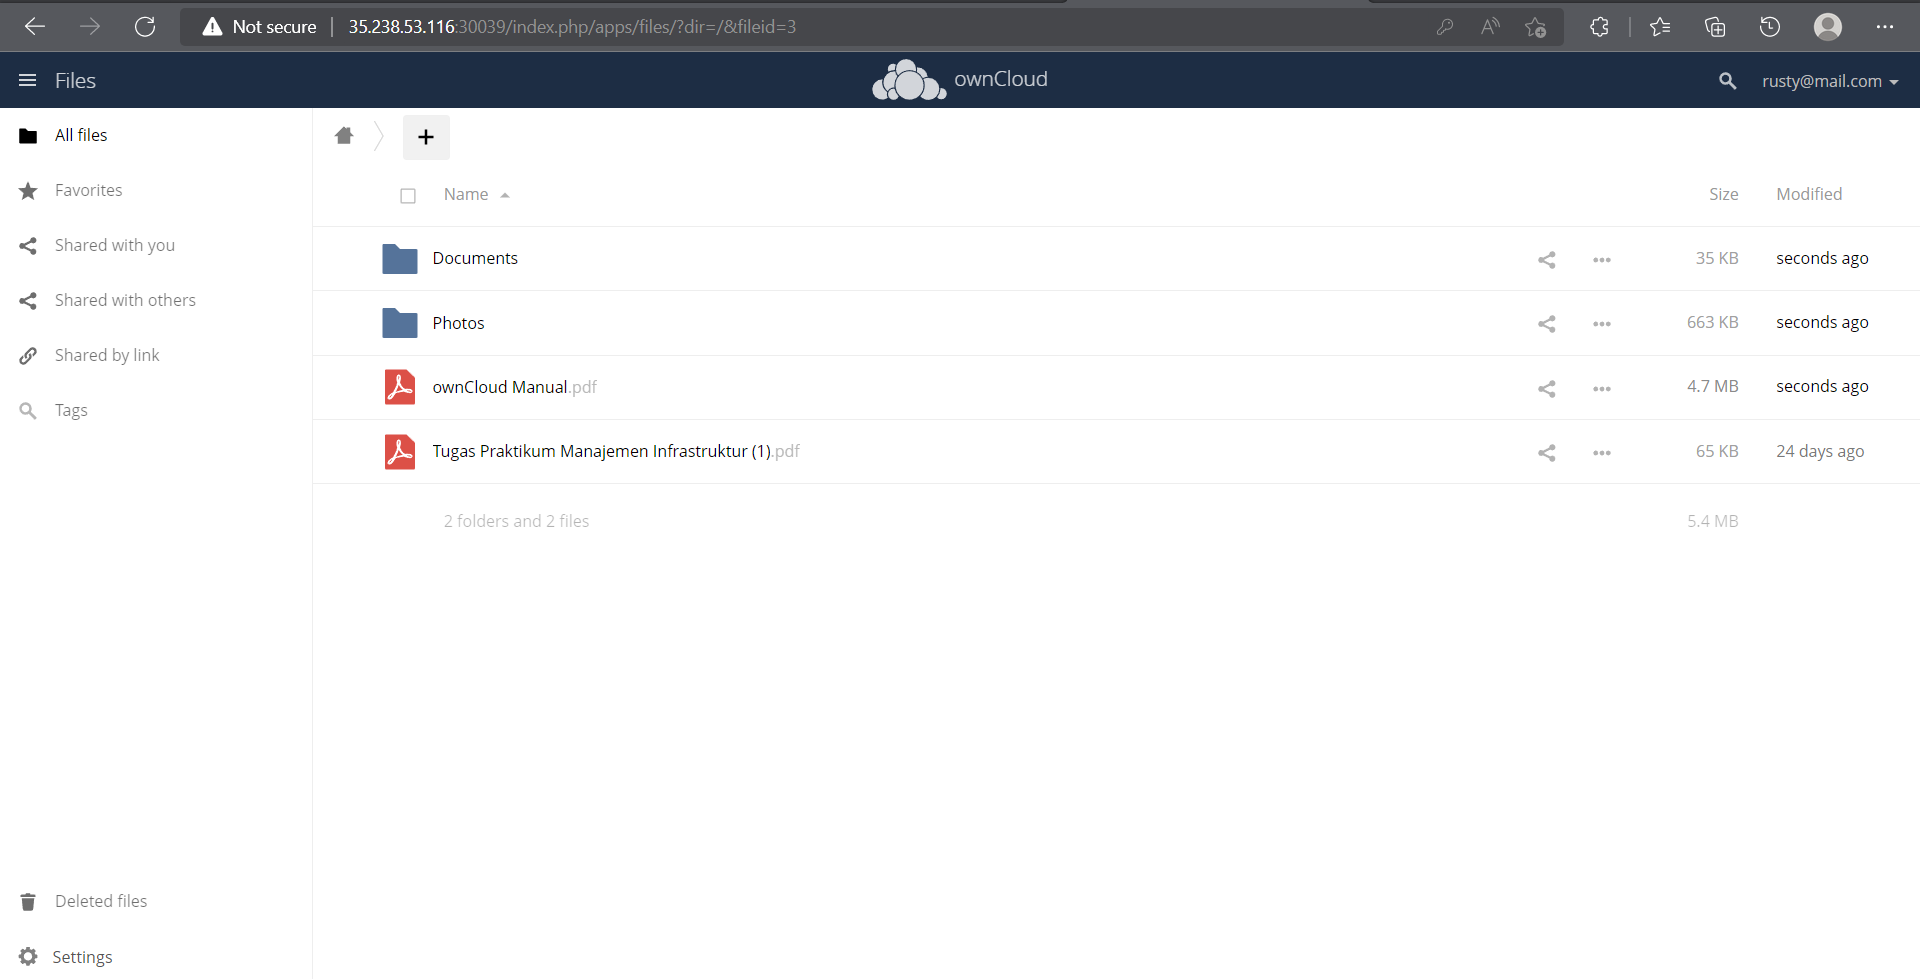 Not secure 35.238.53.116:30039/index.php/apps/files/?dir=/&fileid=3
Files ownCloud rusty@mail.com
All files
Favorites
Shared with you
Shared with others
Shared by link
Tags
Deleted files
Settings
Name Size Modified
Documents 35 KB seconds ago
Photos 663 KB seconds ago
ownCloud Manual.pdf 4.7 MB seconds ago
Tugas Praktikum Manajemen Infrastruktur (1).pdf 65 KB 24 days ago
2 folders and 2 files 5.4 MB